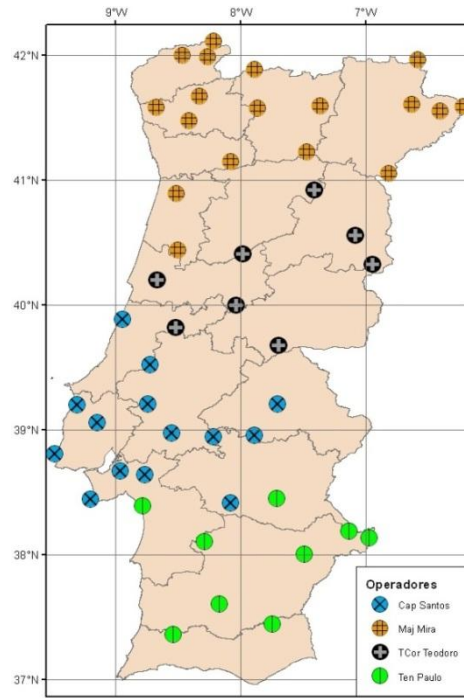 9°W 8°W 7°W
42°N
41°N
40°N
39°N
38°N
37°N
Operadores
Cap Santos
Maj Mira
TCor Teodoro
Ten Paulo